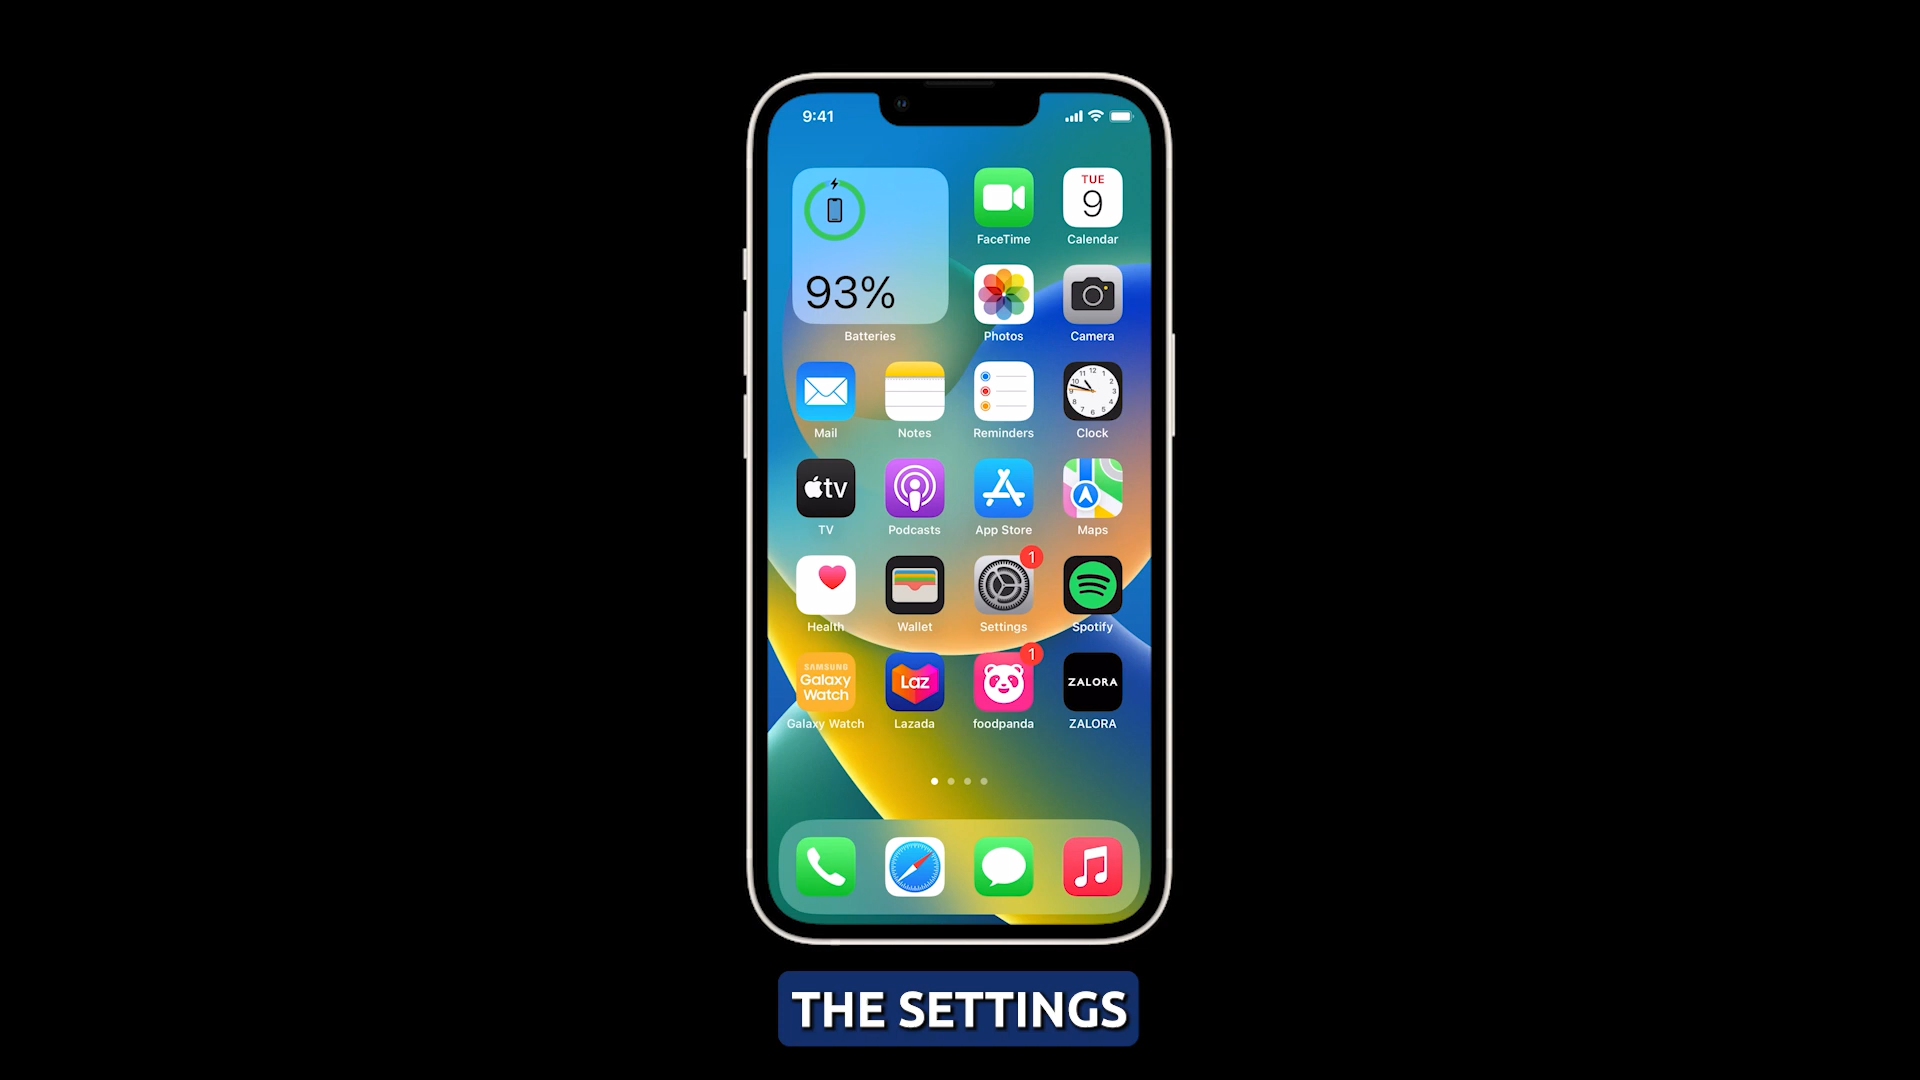 9:41
TUE
9
FaceTime
Calendar
93%
Batteries
Photos
Camera
Mail
Notes
Reminders
Clock
tv
TV
Podcasts
App Store
Maps
1
Health
Wallet
Settings
Spotify
1
SAMSUNG
Galaxy
Watch
Laz
ZALORA
Galaxy Watch
Lazada
foodpanda
ZALORA
THE SETTINGS